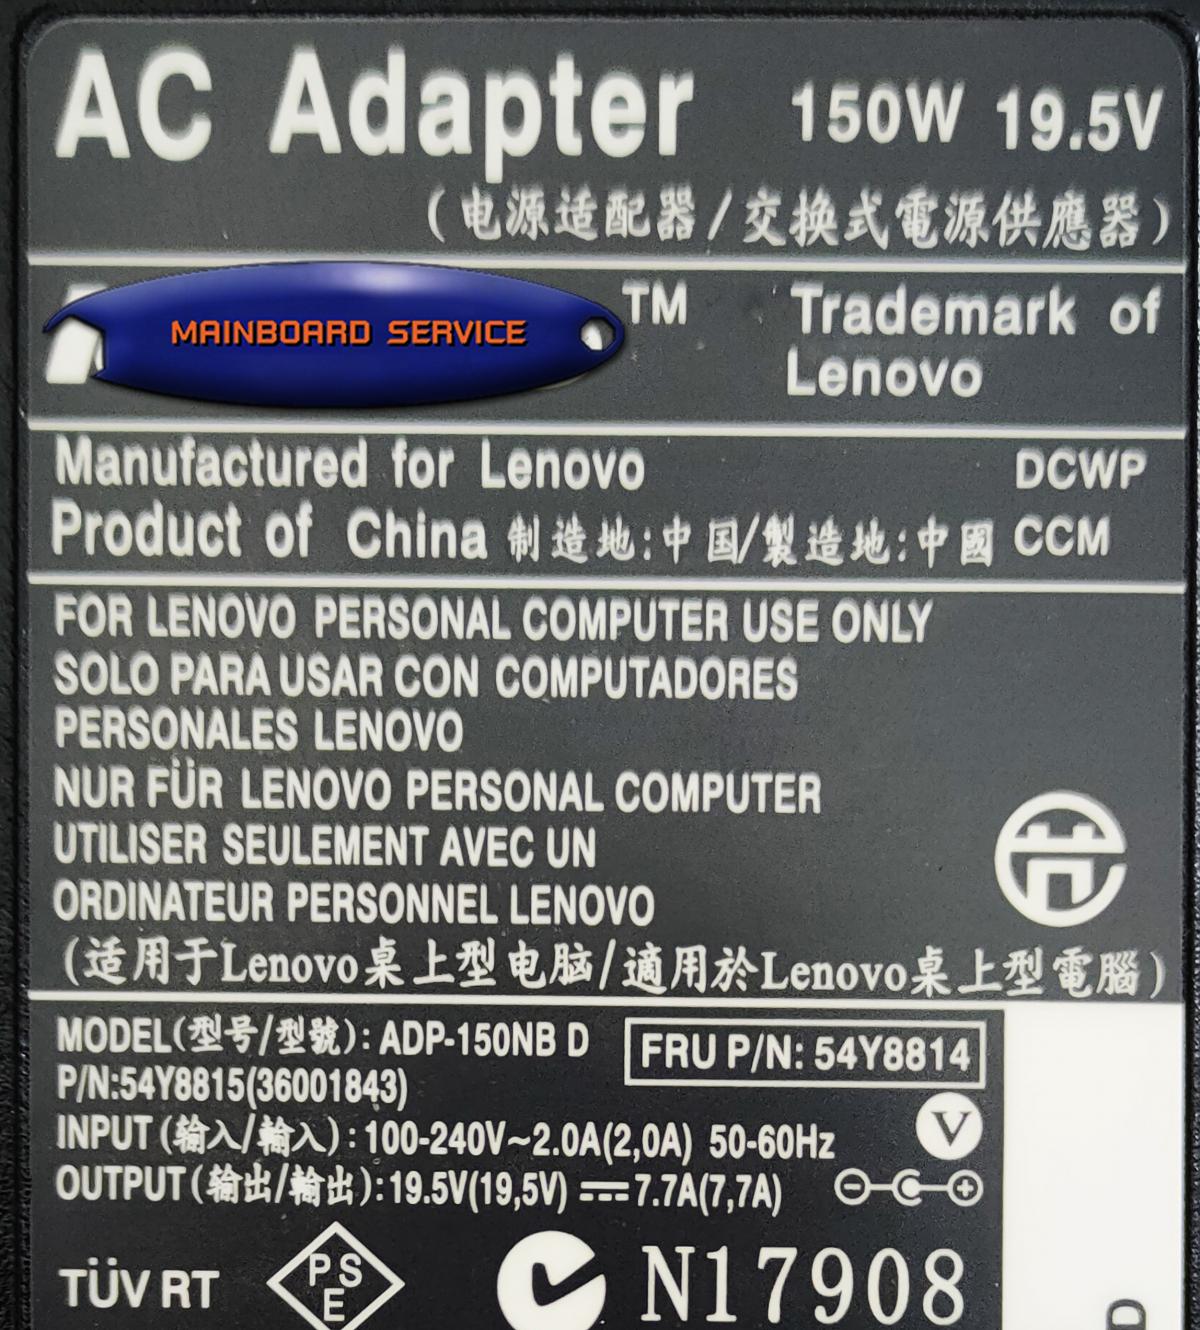 AC Adapter 150W 19.5V
(电源适配器/交换式電源供應器)
MAINBOARD SERVICE
TM Trademark of
Lenovo
Manufactured for Lenovo DCWP
Product of China 制造地:中国/製造地:中國 CCM
FOR LENOVO PERSONAL COMPUTER USE ONLY
SOLO PARA USAR CON COMPUTADORES
PERSONALES LENOVO
NUR FÜR LENOVO PERSONAL COMPUTER
UTILISER SEULEMENT AVEC UN
ORDINATEUR PERSONNEL LENOVO
(适用于Lenovo桌上型电脑/適用於Lenovo桌上型電腦)
MODEL(型号/型號): ADP-150NB D
FRU P/N: 54Y8814
P/N:54Y8815(36001843)
INPUT(输入/輸入):100-240V~2.0A(2,0A) 50-60Hz
V
OUTPUT(输出/輸出):19.5V(19,5V) ⎓7.7A(7,7A)
TÜV RT
PS
E
N17908
D